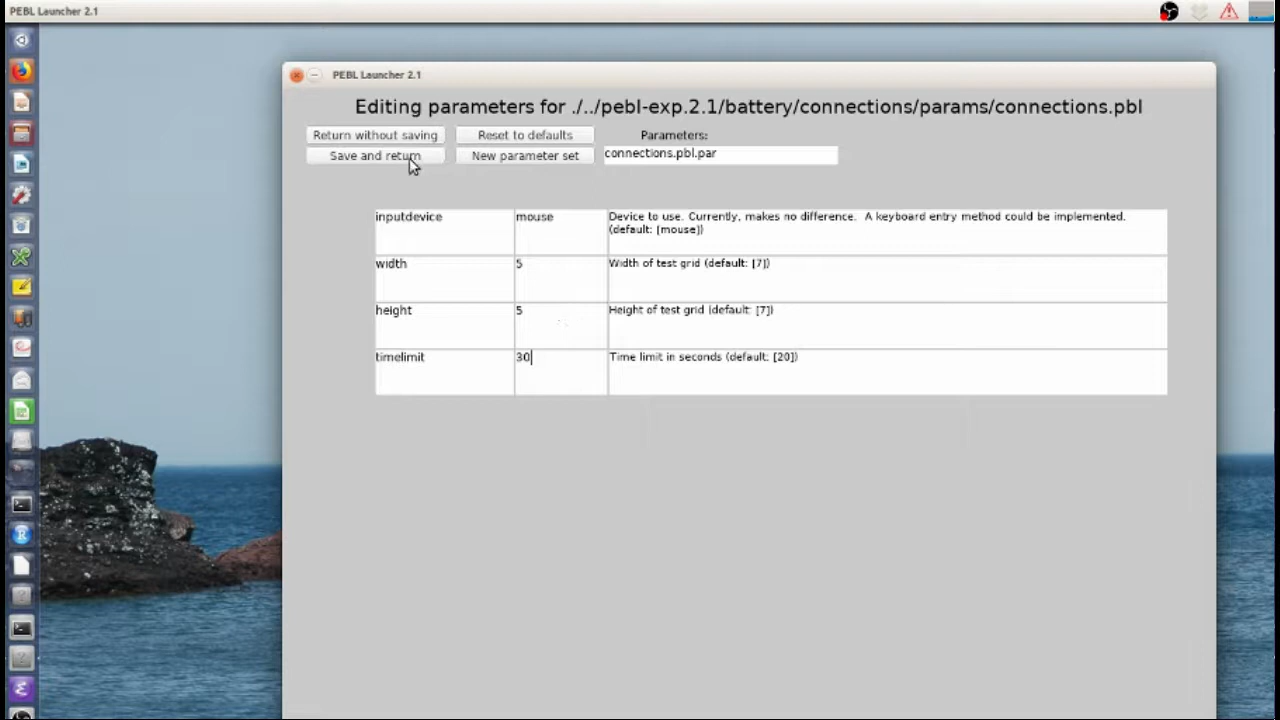 PEBL Launcher 2.1
PEBL Launcher 2.1
Editing parameters for ./../pebl-exp.2.1/battery/connections/params/connections.pbl
Return without saving
Reset to defaults
Parameters:
Save and return
New parameter set
connections.pbl.par
inputdevice
mouse
Device to use. Currently, makes no difference.  A keyboard entry method could be implemented.
(default: [mouse])
width
5
Width of test grid (default: [7])
height
5
Height of test grid (default: [7])
timelimit
30
Time limit in seconds (default: [20])